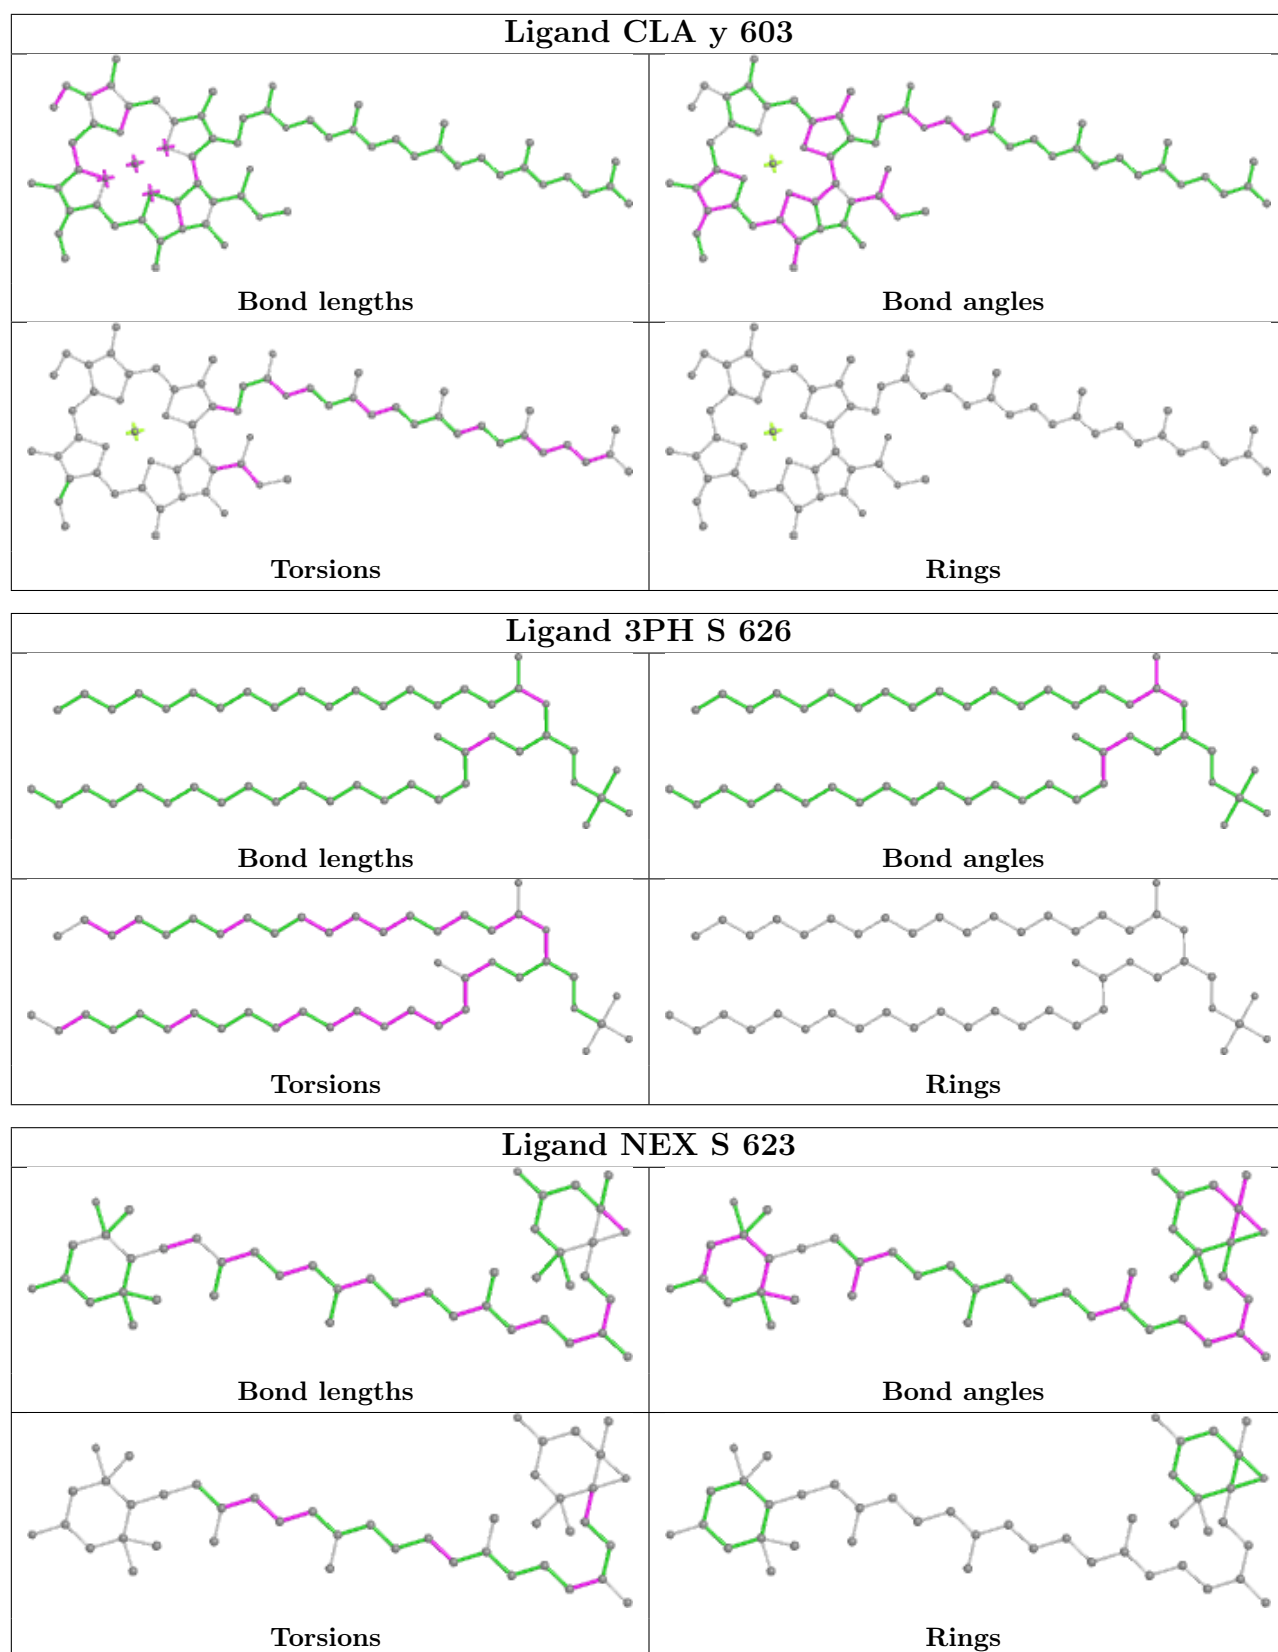 Ligand CLA y 603
Bond lengths
Bond angles
Torsions
Rings
Ligand 3PH S 626
Bond lengths
Bond angles
Torsions
Rings
Ligand NEX S 623
Bond lengths
Bond angles
Torsions
Rings